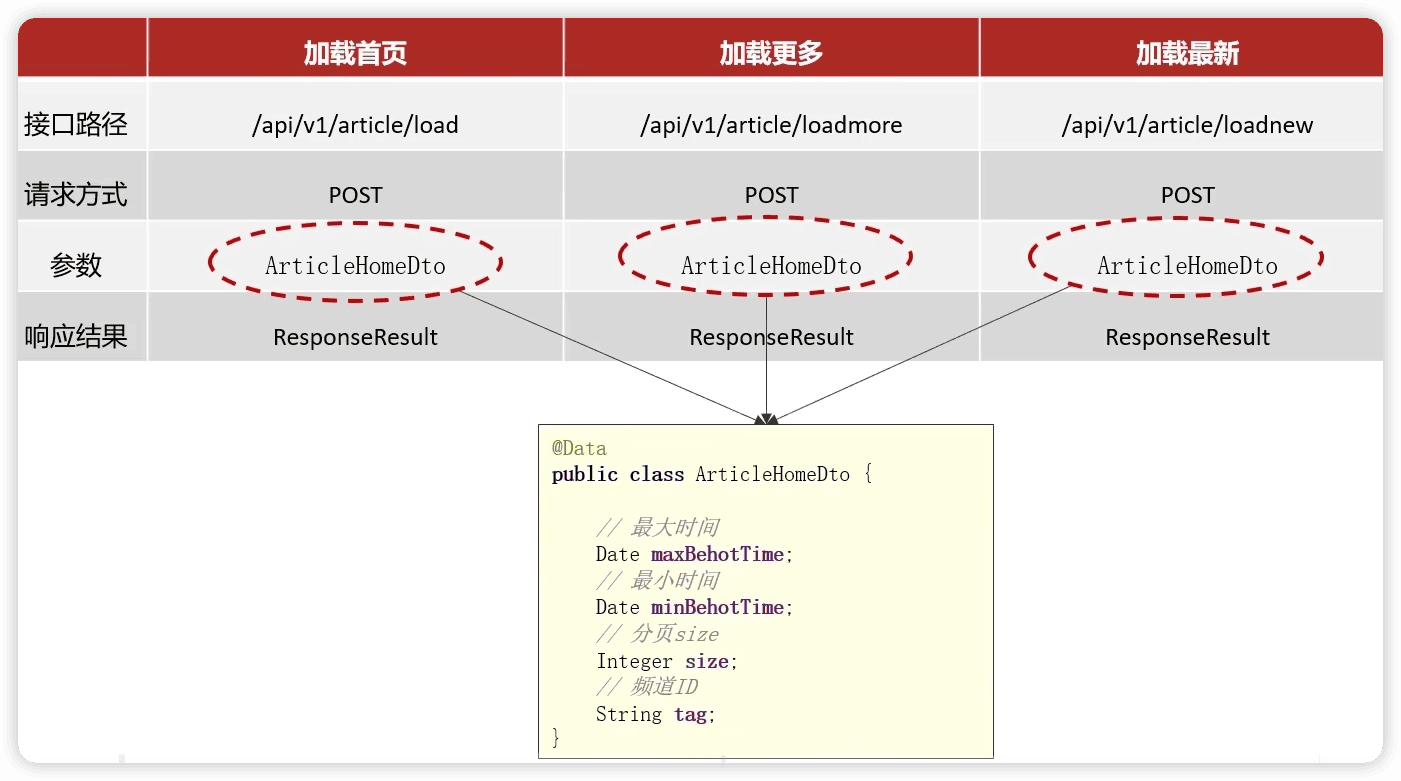 加载首页 加载更多 加载最新
接口路径 /api/v1/article/load /api/v1/article/loadmore /api/v1/article/loadnew
请求方式 POST POST POST
参数 ArticleHomeDto ArticleHomeDto ArticleHomeDto
响应结果 ResponseResult ResponseResult ResponseResult
@Data
public class ArticleHomeDto {
// 最大时间
Date maxBehotTime;
// 最小时间
Date minBehotTime;
// 分页size
Integer size;
// 频道ID
String tag;
}